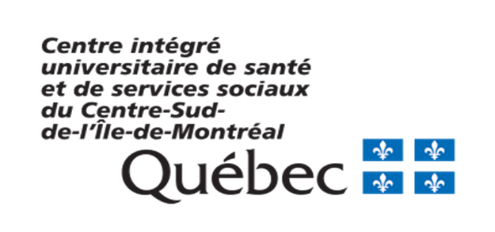 Centre intégré
universitaire de santé
et de services sociaux
du Centre-Sud-
de-l'Île-de-Montréal
Québec